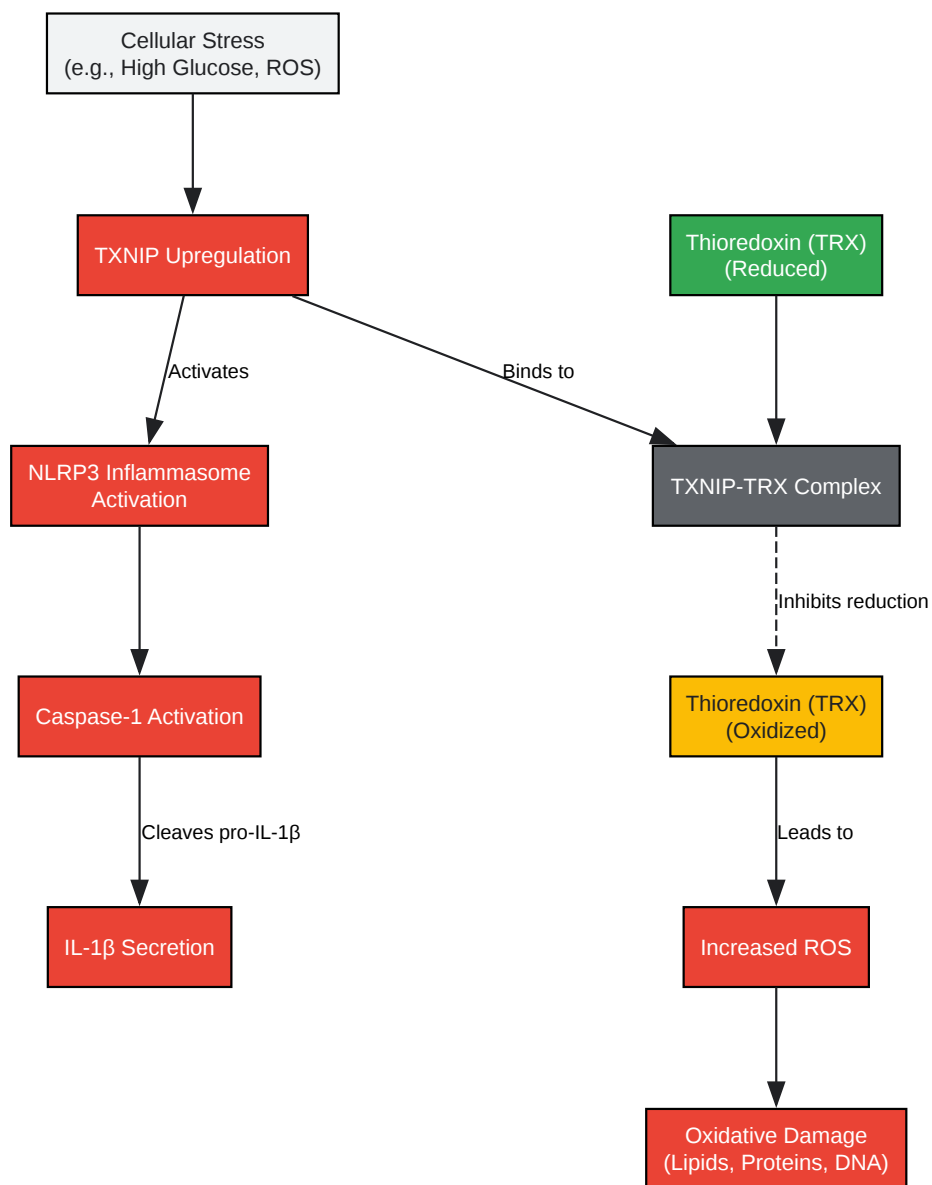 Cellular Stress
(e.g., High Glucose, ROS)
TXNIP Upregulation
Thioredoxin (TRX)
(Reduced)
Activates
Binds to
NLRP3 Inflammasome
Activation
TXNIP-TRX Complex
Inhibits reduction
Caspase-1 Activation
Thioredoxin (TRX)
(Oxidized)
Cleaves pro-IL-1β
Leads to
IL-1β Secretion
Increased ROS
Oxidative Damage
(Lipids, Proteins, DNA)